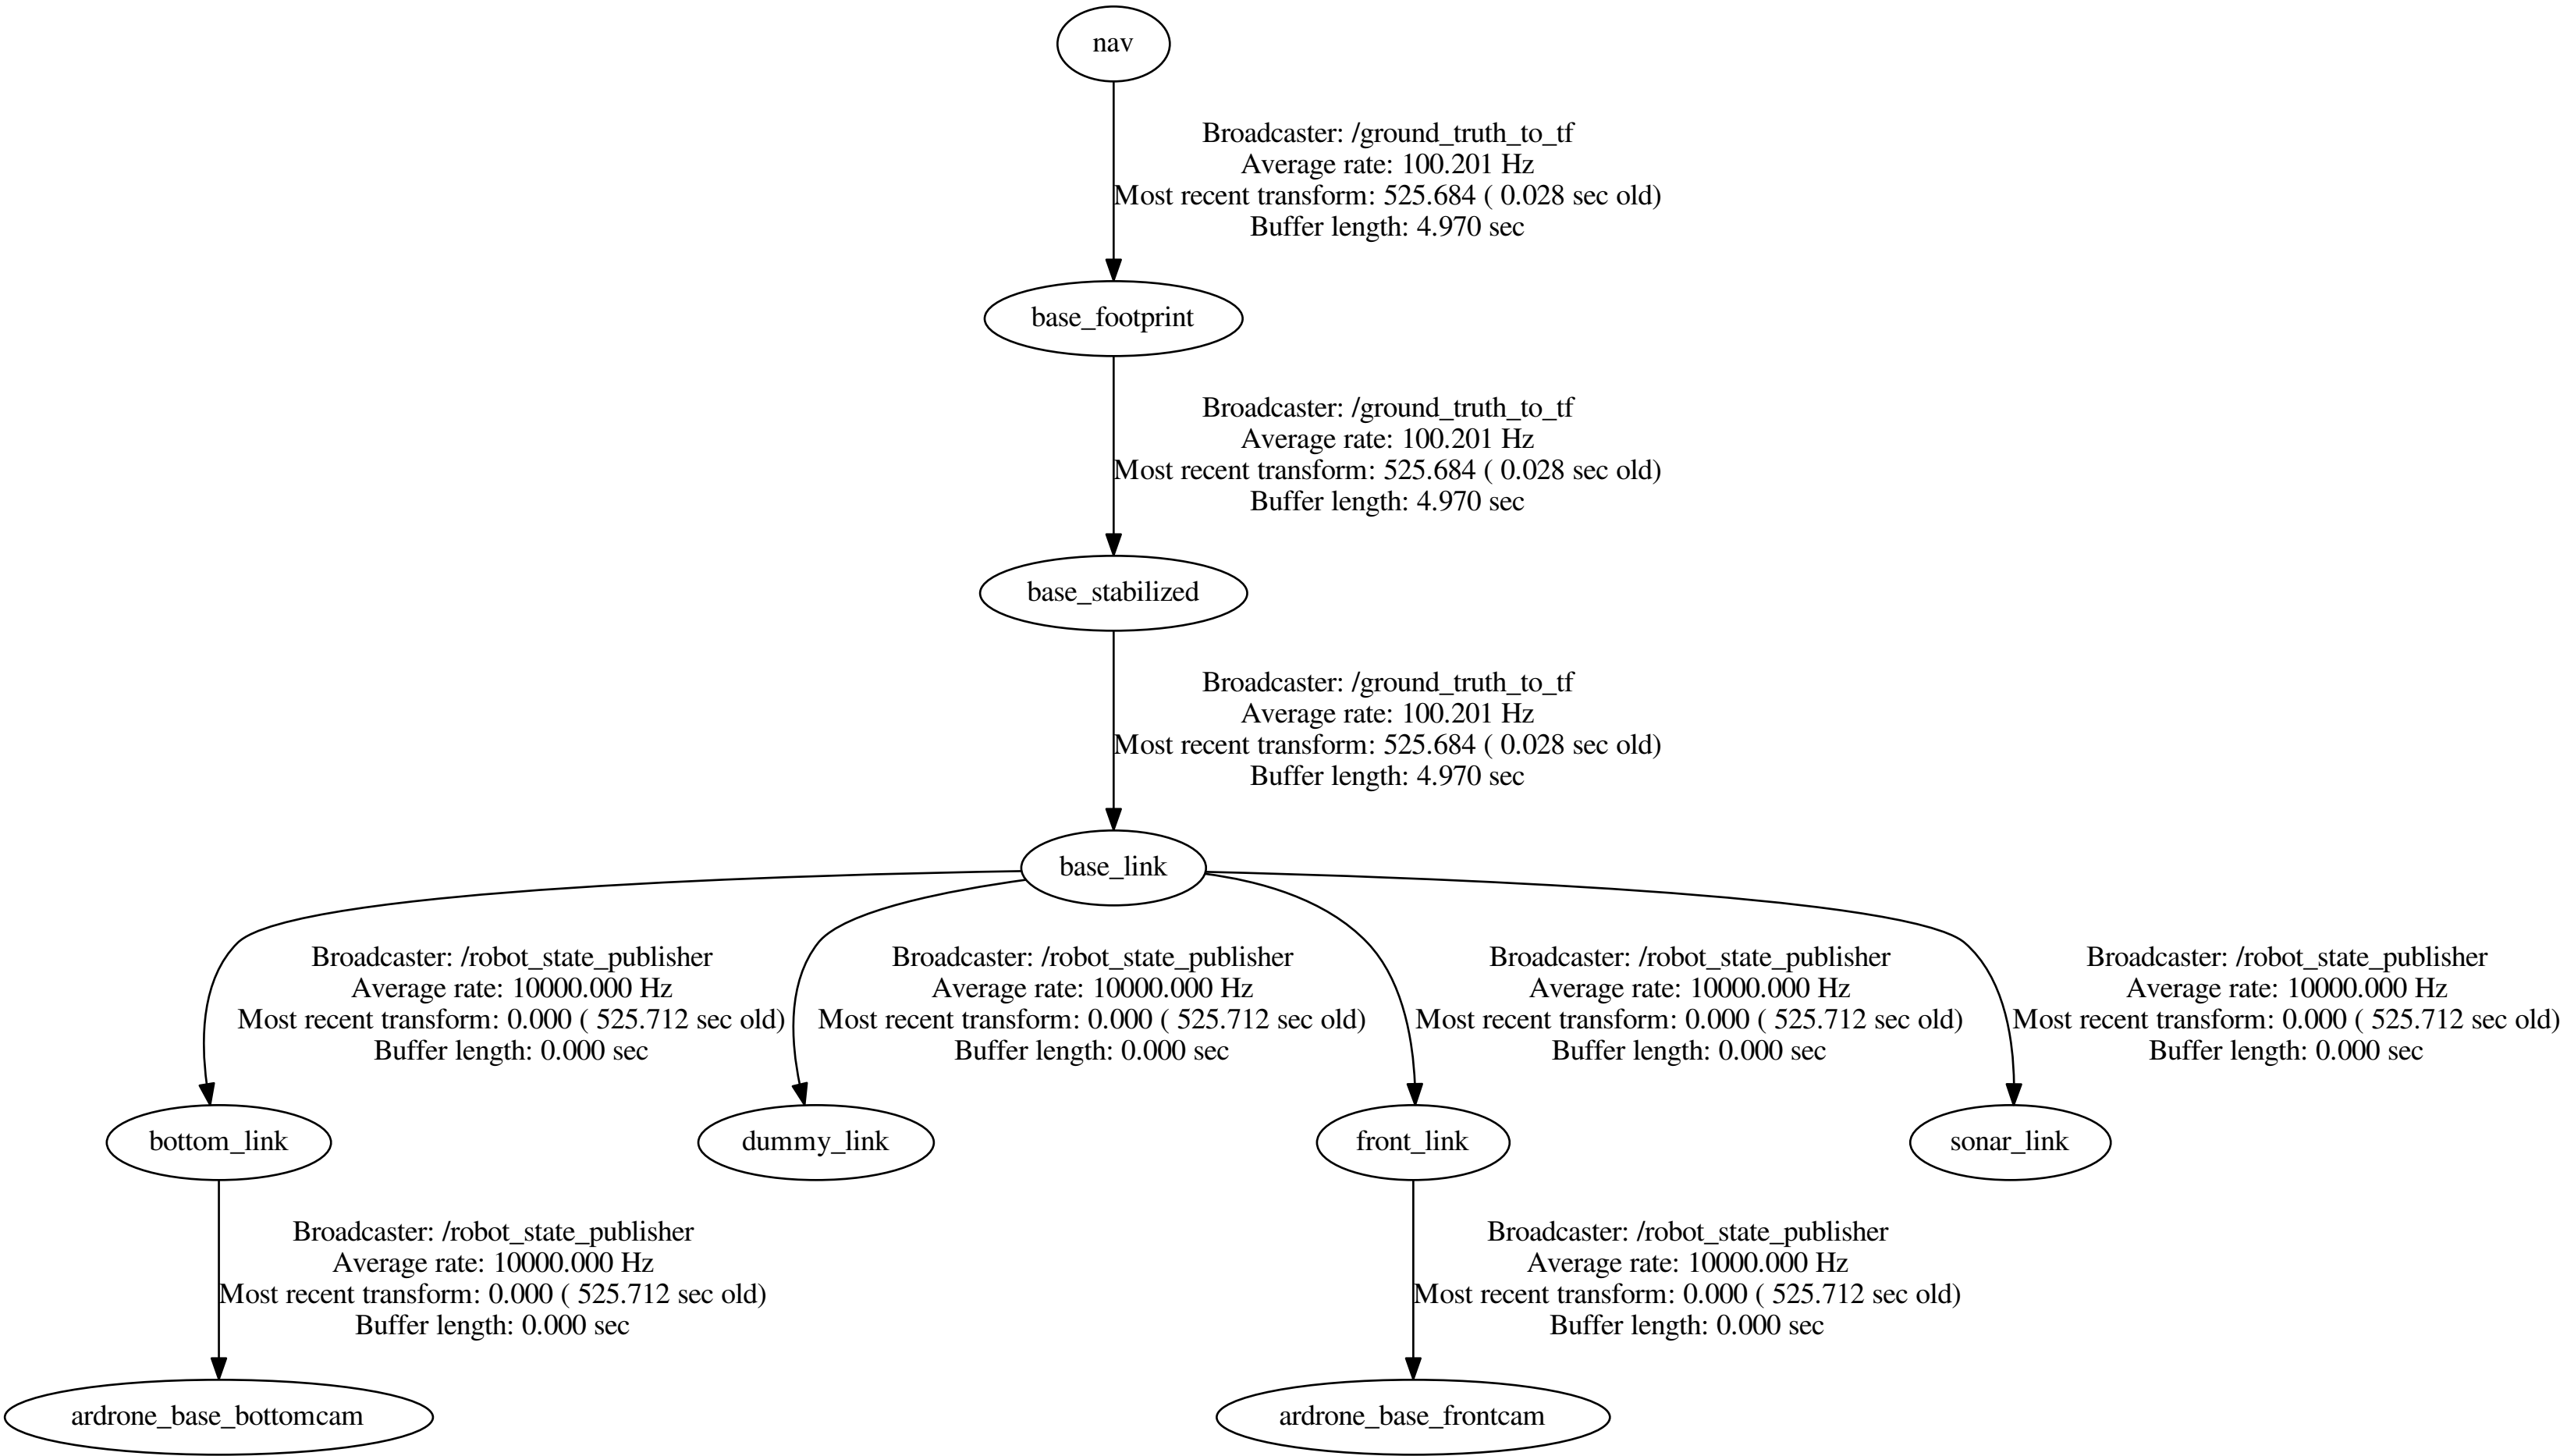 nav
Broadcaster: /ground_truth_to_tf
Average rate: 100.201 Hz
Most recent transform: 525.684 ( 0.028 sec old)
Buffer length: 4.970 sec
base_footprint
Broadcaster: /ground_truth_to_tf
Average rate: 100.201 Hz
Most recent transform: 525.684 ( 0.028 sec old)
Buffer length: 4.970 sec
base_stabilized
Broadcaster: /ground_truth_to_tf
Average rate: 100.201 Hz
Most recent transform: 525.684 ( 0.028 sec old)
Buffer length: 4.970 sec
base_link
Broadcaster: /robot_state_publisher
Average rate: 10000.000 Hz
Most recent transform: 0.000 ( 525.712 sec old)
Buffer length: 0.000 sec
Broadcaster: /robot_state_publisher
Average rate: 10000.000 Hz
Most recent transform: 0.000 ( 525.712 sec old)
Buffer length: 0.000 sec
Broadcaster: /robot_state_publisher
Average rate: 10000.000 Hz
Most recent transform: 0.000 ( 525.712 sec old)
Buffer length: 0.000 sec
Broadcaster: /robot_state_publisher
Average rate: 10000.000 Hz
Most recent transform: 0.000 ( 525.712 sec old)
Buffer length: 0.000 sec
bottom_link
dummy_link
front_link
sonar_link
Broadcaster: /robot_state_publisher
Average rate: 10000.000 Hz
Most recent transform: 0.000 ( 525.712 sec old)
Buffer length: 0.000 sec
Broadcaster: /robot_state_publisher
Average rate: 10000.000 Hz
Most recent transform: 0.000 ( 525.712 sec old)
Buffer length: 0.000 sec
ardrone_base_bottomcam
ardrone_base_frontcam